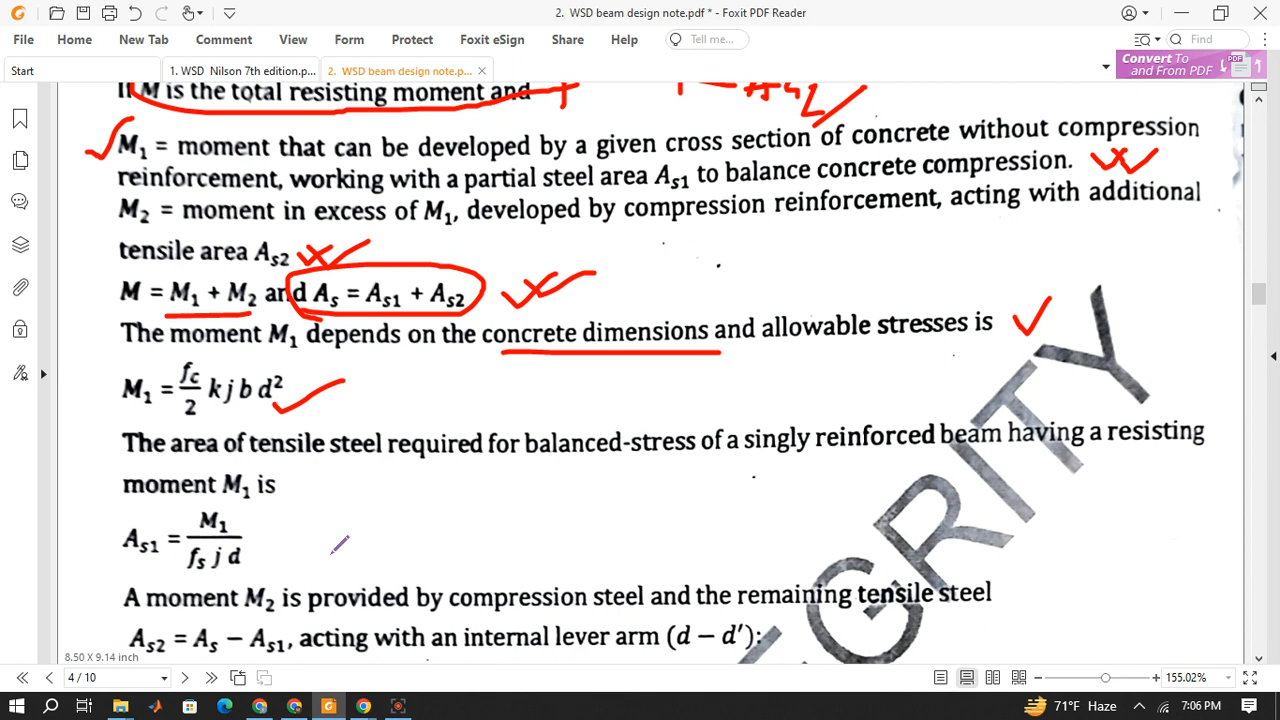 2. WSD beam design note.pdf * - Foxit PDF Reader
File Home New Tab Comment View Form Protect Foxit eSign Share Help Tell me... Find
Start 1. WSD Nilson 7th edition.p... 2. WSD beam design note.p... Convert To and From PDF
If M is the total resisting moment and
M₁ = moment that can be developed by a given cross section of concrete without compression
reinforcement, working with a partial steel area Aₛ₁ to balance concrete compression.
M₂ = moment in excess of M₁, developed by compression reinforcement, acting with additional
tensile area Aₛ₂
M = M₁ + M₂ and Aₛ = Aₛ₁ + Aₛ₂
The moment M₁ depends on the concrete dimensions and allowable stresses is
M₁ = f_c/2 k j b d²
The area of tensile steel required for balanced-stress of a singly reinforced beam having a resisting
moment M₁ is
Aₛ₁ = M₁/(fₛ j d)
A moment M₂ is provided by compression steel and the remaining tensile steel
Aₛ₂ = Aₛ − Aₛ₁, acting with an internal lever arm (d − d′):
EGRITY
8.50 x 9.14 inch
4 / 10 155.02%
71°F Haze 7:06 PM